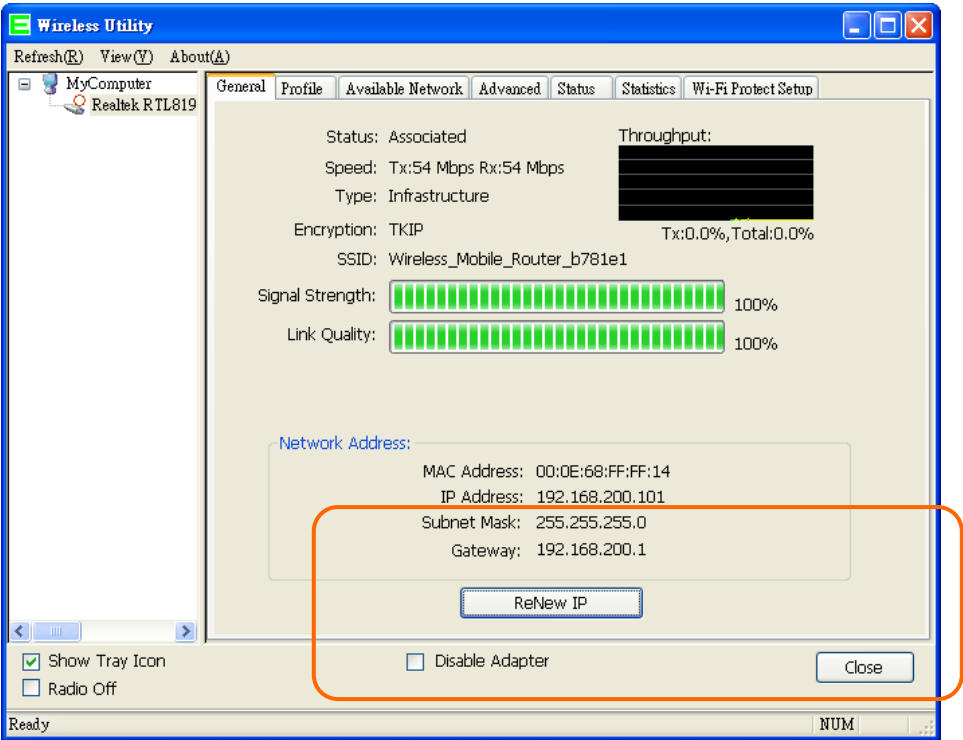 Wireless Utility
Refresh(R) View(V) About(A)
MyComputer
Realtek RTL819
General Profile Available Network Advanced Status Statistics Wi-Fi Protect Setup
Status: Associated
Throughput:
Speed: Tx:54 Mbps Rx:54 Mbps
Type: Infrastructure
Encryption: TKIP
Tx:0.0%, Total:0.0%
SSID: Wireless_Mobile_Router_b781e1
Signal Strength: 100%
Link Quality: 100%
Network Address:
MAC Address: 00:0E:68:FF:FF:14
IP Address: 192.168.200.101
Subnet Mask: 255.255.255.0
Gateway: 192.168.200.1
ReNew IP
Show Tray Icon
Disable Adapter
Close
Radio Off
Ready
NUM